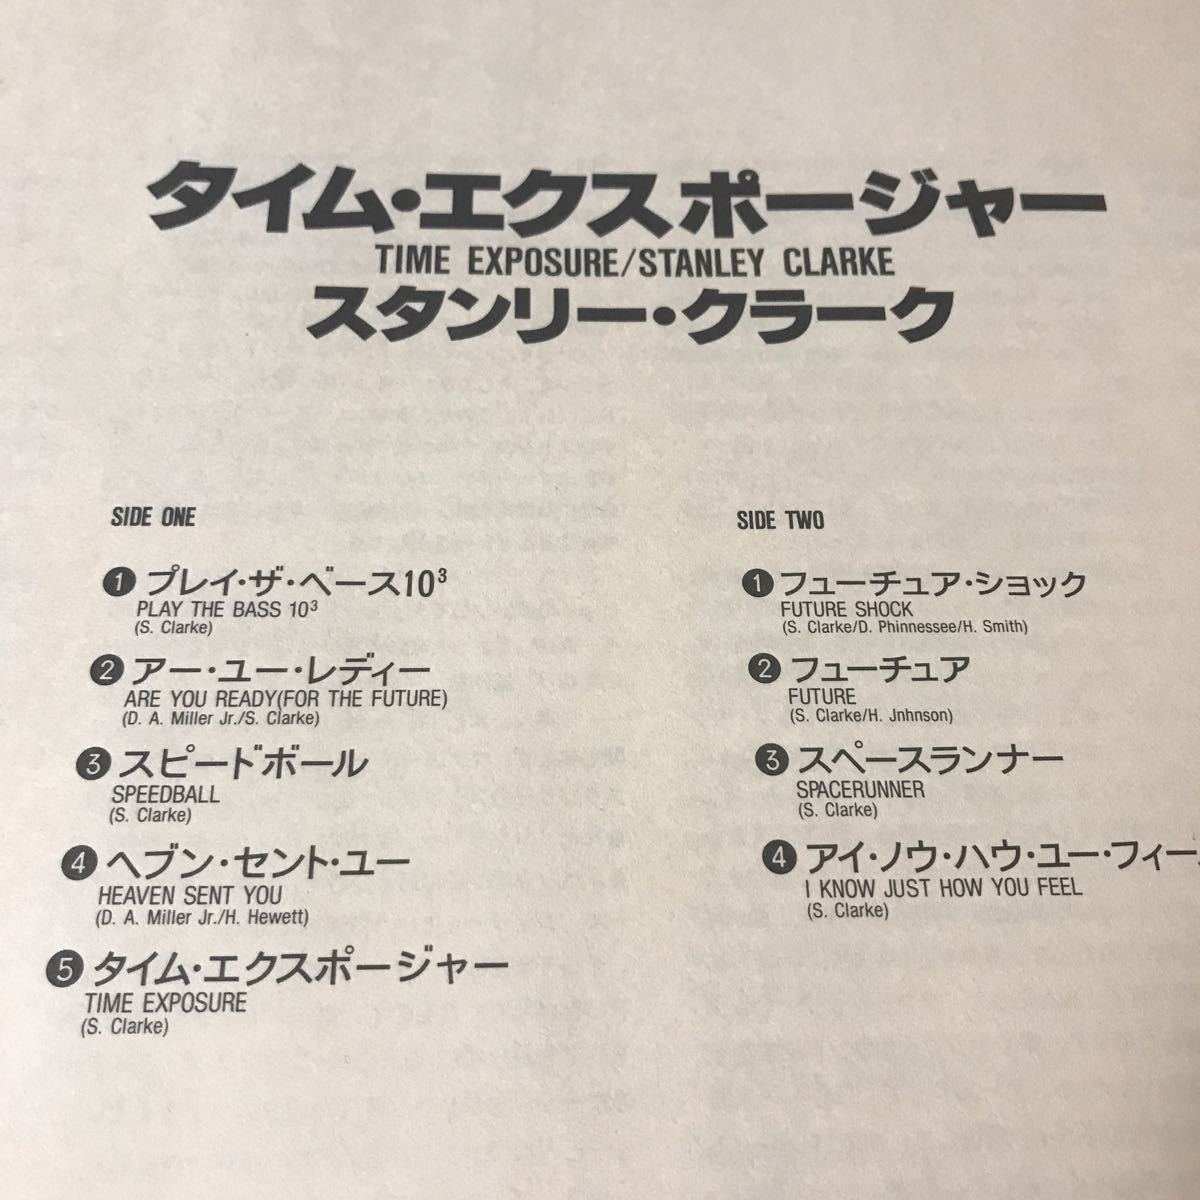 タイム・エクスポージャー
TIME EXPOSURE/STANLEY CLARKE
スタンリー・クラーク
SIDE ONE
❶プレイ・ザ・ベース10³
PLAY THE BASS 10³
(S. Clarke)
❷アー・ユー・レディー
ARE YOU READY(FOR THE FUTURE)
(D. A. Miller Jr./S. Clarke)
❸スピードボール
SPEEDBALL
(S. Clarke)
❹ヘブン・セント・ユー
HEAVEN SENT YOU
(D. A. Miller Jr./H. Hewett)
❺タイム・エクスポージャー
TIME EXPOSURE
(S. Clarke)
SIDE TWO
❶フューチュア・ショック
FUTURE SHOCK
(S. Clarke/D. Phinnessee/H. Smith)
❷フューチュア
FUTURE
(S. Clarke/H. Jnhnson)
❸スペースランナー
SPACERUNNER
(S. Clarke)
❹アイ・ノウ・ハウ・ユー・フィー
I KNOW JUST HOW YOU FEEL
(S. Clarke)